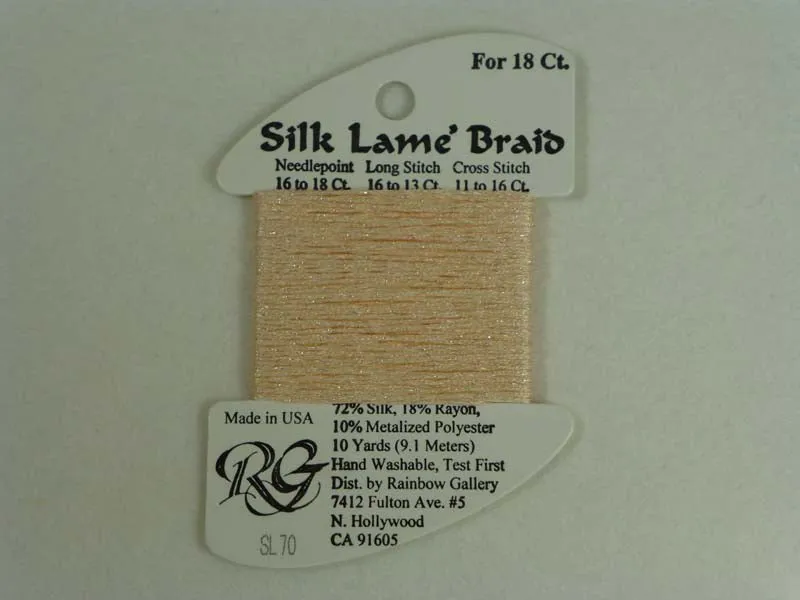 For 18 Ct.
Silk Lame' Braid
Needlepoint Long Stitch Cross Stitch
16 to 18 Ct. 16 to 13 Ct. 11 to 16 Ct.
72% Silk, 18% Rayon,
Made in USA
10% Metalized Polyester
10 Yards (9.1 Meters)
RG
Hand Washable, Test First
Dist. by Rainbow Gallery
7412 Fulton Ave. #5
N. Hollywood
SL 70
CA 91605